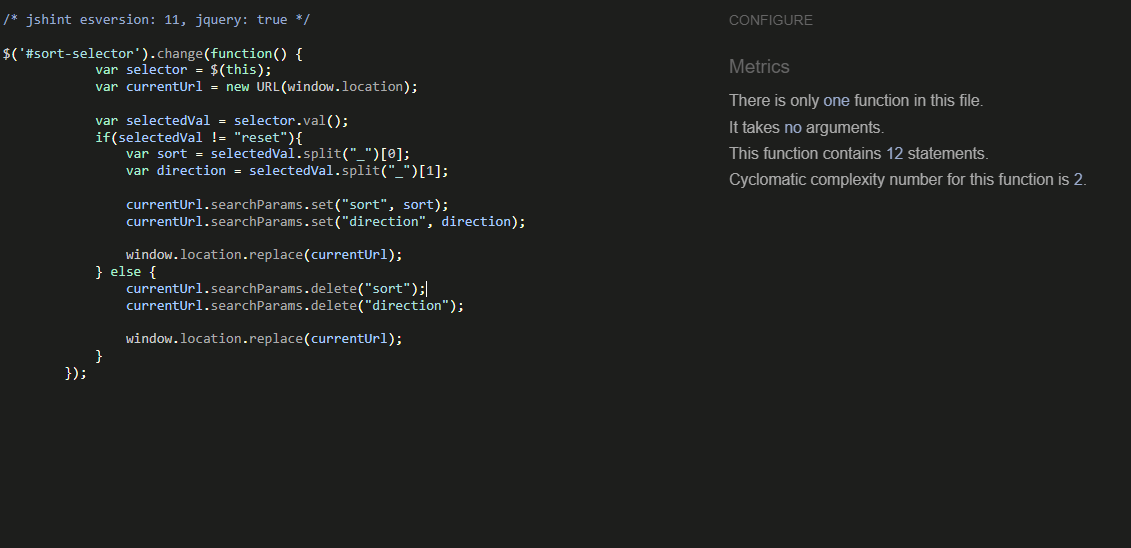 /* jshint esversion: 11, jquery: true */
$('#sort-selector').change(function() {
var selector = $(this);
var currentUrl = new URL(window.location);
var selectedVal = selector.val();
if(selectedVal != "reset"){
var sort = selectedVal.split("_")[0];
var direction = selectedVal.split("_")[1];
currentUrl.searchParams.set("sort", sort);
currentUrl.searchParams.set("direction", direction);
window.location.replace(currentUrl);
} else {
currentUrl.searchParams.delete("sort");
currentUrl.searchParams.delete("direction");
window.location.replace(currentUrl);
}
});
CONFIGURE
Metrics
There is only one function in this file.
It takes no arguments.
This function contains 12 statements.
Cyclomatic complexity number for this function is 2.